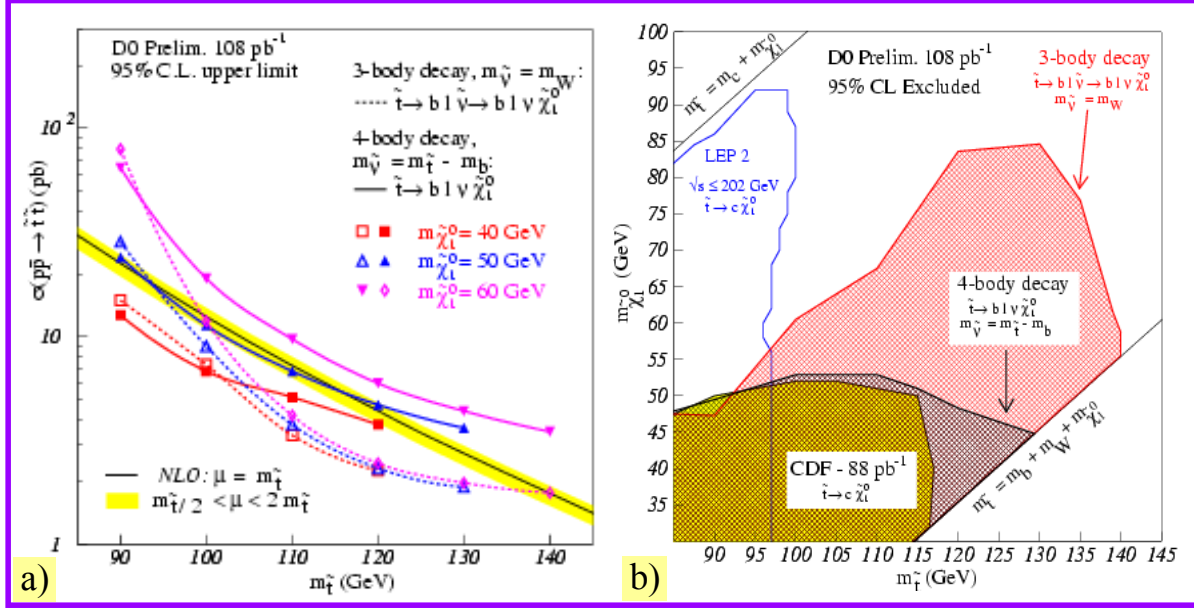 D0 Prelim. 108 pb⁻¹
95% C.L. upper limit
3-body decay, m_ν̃ = m_W:
t̃ → b l ν̃ → b l ν χ̃₁⁰
4-body decay,
m_ν̃ = m_t̃ - m_b:
t̃ → b l ν χ̃₁⁰
m_χ̃₁⁰ = 40 GeV
m_χ̃₁⁰ = 50 GeV
m_χ̃₁⁰ = 60 GeV
NLO: μ = m_t̃
m_t̃/2 < μ < 2 m_t̃
σ(pp̄ → t̃ t̃) (pb)
10²
10
1
90 100 110 120 130 140
m_t̃ (GeV)
a)
D0 Prelim. 108 pb⁻¹
95% CL Excluded
3-body decay
t̃ → b l ν̃ → b l ν χ̃₁⁰
m_ν̃ = m_W
m_t̃ = m_c + m_χ̃₁⁰
LEP 2
√s ≤ 202 GeV
t̃ → c χ̃₁⁰
4-body decay
t̃ → b l ν χ̃₁⁰
m_ν̃ = m_t̃ - m_b
CDF - 88 pb⁻¹
t̃ → c χ̃₁⁰
m_t̃ = m_b + m_W + m_χ̃₁⁰
m_χ̃₁⁰ (GeV)
100
95
90
85
80
75
70
65
60
55
50
45
40
35
90 95 100 105 110 115 120 125 130 135 140 145
m_t̃ (GeV)
b)